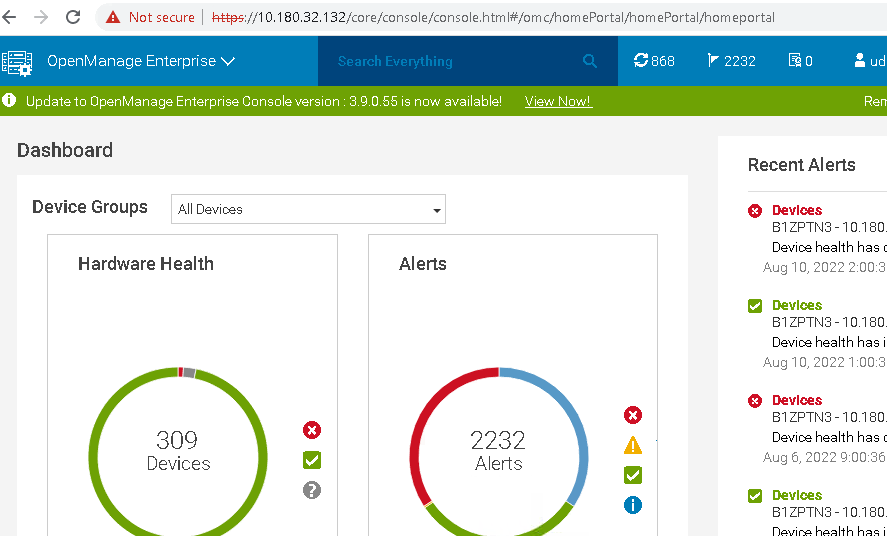 Not secure | https://10.180.32.132/core/console/console.html#/omc/homePortal/homePortal/homeportal
OpenManage Enterprise Search Everything 868 2232 0 ud
Update to OpenManage Enterprise Console version : 3.9.0.55 is now available! View Now! Rem
Dashboard
Device Groups All Devices
Hardware Health
309
Devices
Alerts
2232
Alerts
Recent Alerts
Devices
B1ZPTN3 - 10.180.
Device health has
Aug 10, 2022 2:00:3
Devices
B1ZPTN3 - 10.180.
Device health has i
Aug 10, 2022 1:00:3
Devices
B1ZPTN3 - 10.180.
Device health has
Aug 6, 2022 9:00:36
Devices
B1ZPTN3 - 10.180.
Device health has i